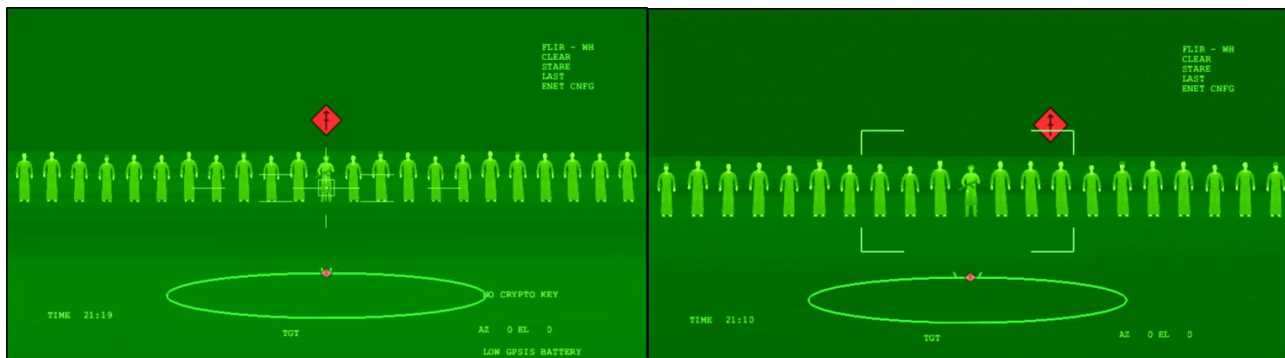 FLIR - WH
CLEAR
STARE
LAST
ENET CNFG
NO CRYPTO KEY
TIME 21:19
TGT
AZ 0 EL 0
LOW GPSIS BATTERY
FLIR - WH
CLEAR
STARE
LAST
ENET CNFG
TIME 21:10
TGT
AZ 0 EL 0